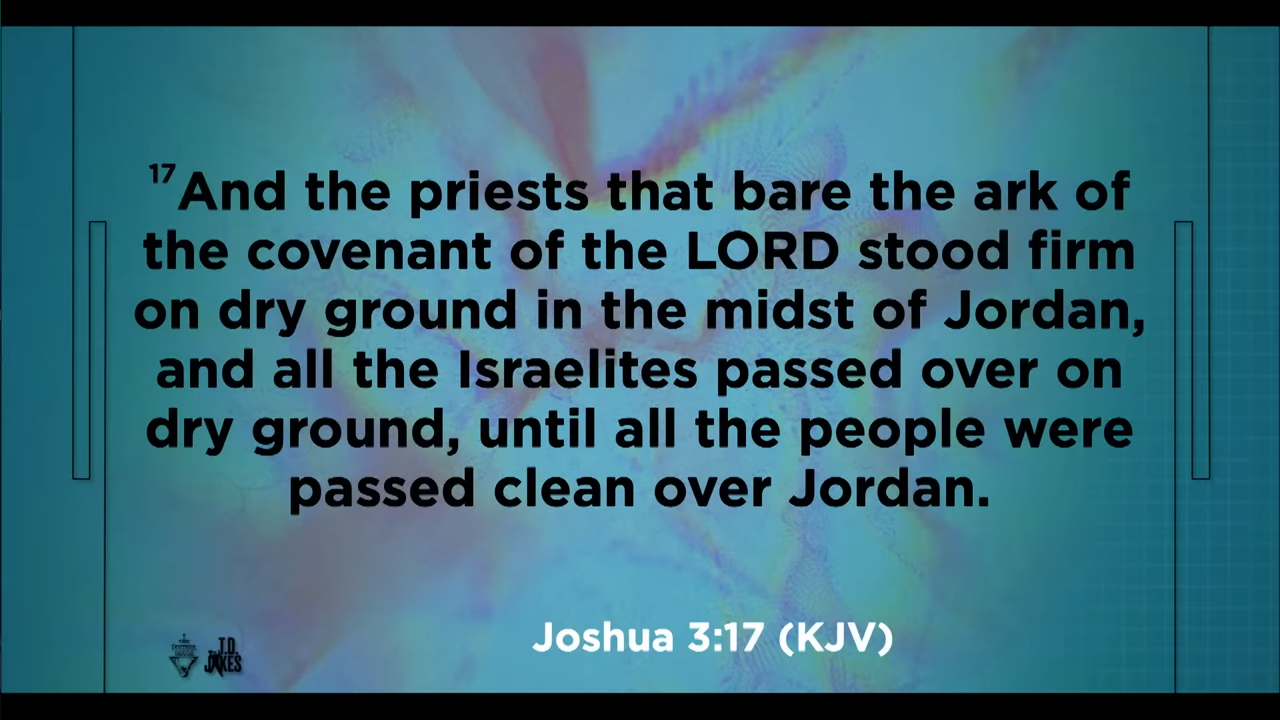 17And the priests that bare the ark of
the covenant of the LORD stood firm
on dry ground in the midst of Jordan,
and all the Israelites passed over on
dry ground, until all the people were
passed clean over Jordan.
Joshua 3:17 (KJV)
T.D.
JAKES